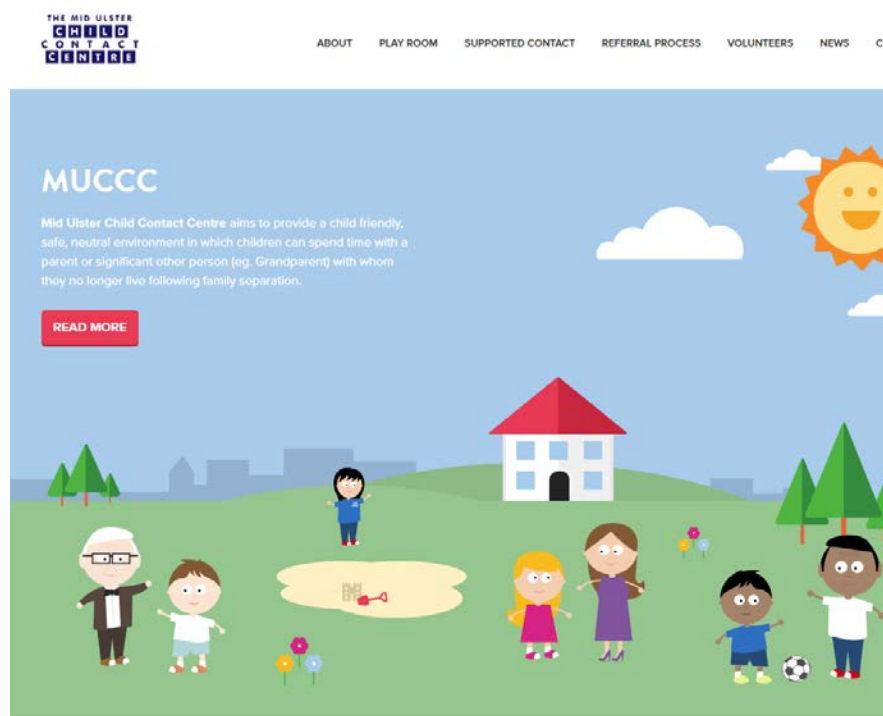 THE MID ULSTER
CHILD
CONTACT
CENTRE
ABOUT PLAY ROOM SUPPORTED CONTACT REFERRAL PROCESS VOLUNTEERS NEWS C
MUCCC
Mid Ulster Child Contact Centre aims to provide a child friendly,
safe, neutral environment in which children can spend time with a
parent or significant other person (eg. Grandparent) with whom
they no longer live following family separation.
READ MORE